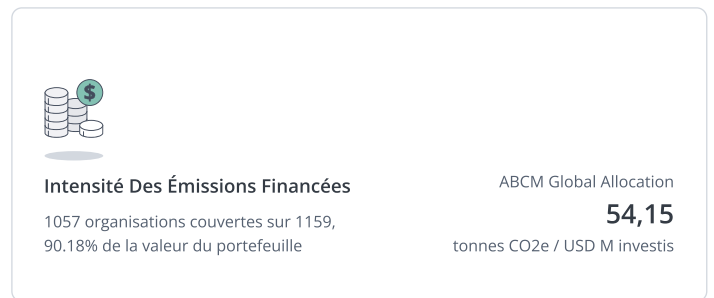 $
Intensité Des Émissions Financées
1057 organisations couvertes sur 1159,
90.18% de la valeur du portefeuille
ABCM Global Allocation
54,15
tonnes CO2e / USD M investis